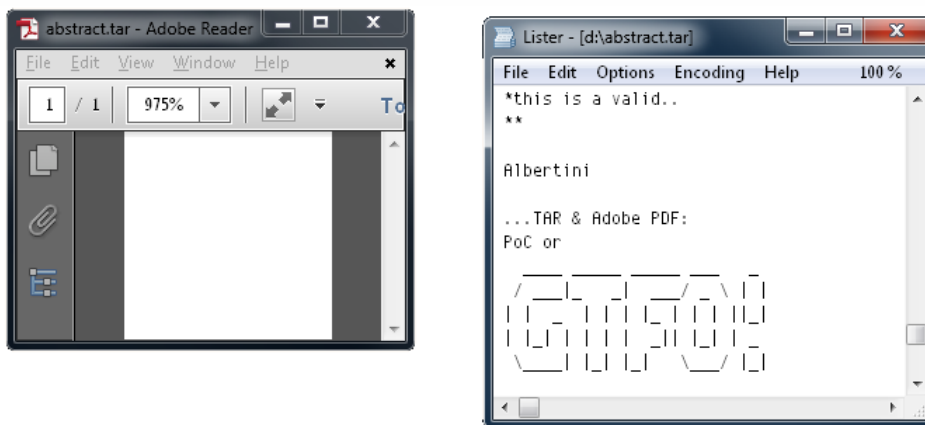 abstract.tar - Adobe Reader
File Edit View Window Help
1 / 1 975% To
Lister - [d:\abstract.tar]
File Edit Options Encoding Help 100 %
*this is a valid..
**
Albertini
...TAR & Adobe PDF:
PoC or
GTFO!